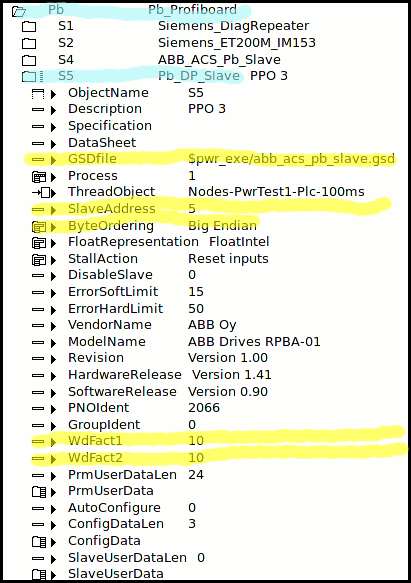 Pb Pb_Profiboard
S1 Siemens_DiagRepeater
S2 Siemens_ET200M_IM153
S4 ABB_ACS_Pb_Slave
S5 Pb_DP_Slave PPO 3
ObjectName S5
Description PPO 3
Specification
DataSheet
GSDfile $pwr_exe/abb_acs_pb_slave.gsd
Process 1
ThreadObject Nodes-PwrTest1-Plc-100ms
SlaveAddress 5
ByteOrdering Big Endian
FloatRepresentation FloatIntel
StallAction Reset inputs
DisableSlave 0
ErrorSoftLimit 15
ErrorHardLimit 50
VendorName ABB Oy
ModelName ABB Drives RPBA-01
Revision Version 1.00
HardwareRelease Version 1.41
SoftwareRelease Version 0.90
PNOIdent 2066
GroupIdent 0
WdFact1 10
WdFact2 10
PrmUserDataLen 24
PrmUserData
AutoConfigure 0
ConfigDataLen 3
ConfigData
SlaveUserDataLen 0
SlaveUserData